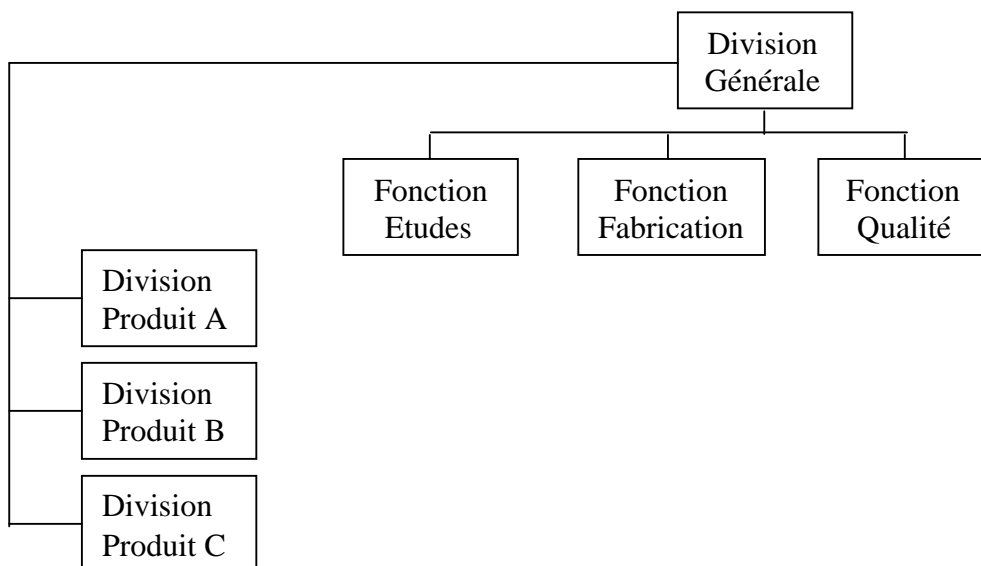 Division
Générale
Fonction
Etudes
Fonction
Fabrication
Fonction
Qualité
Division
Produit A
Division
Produit B
Division
Produit C